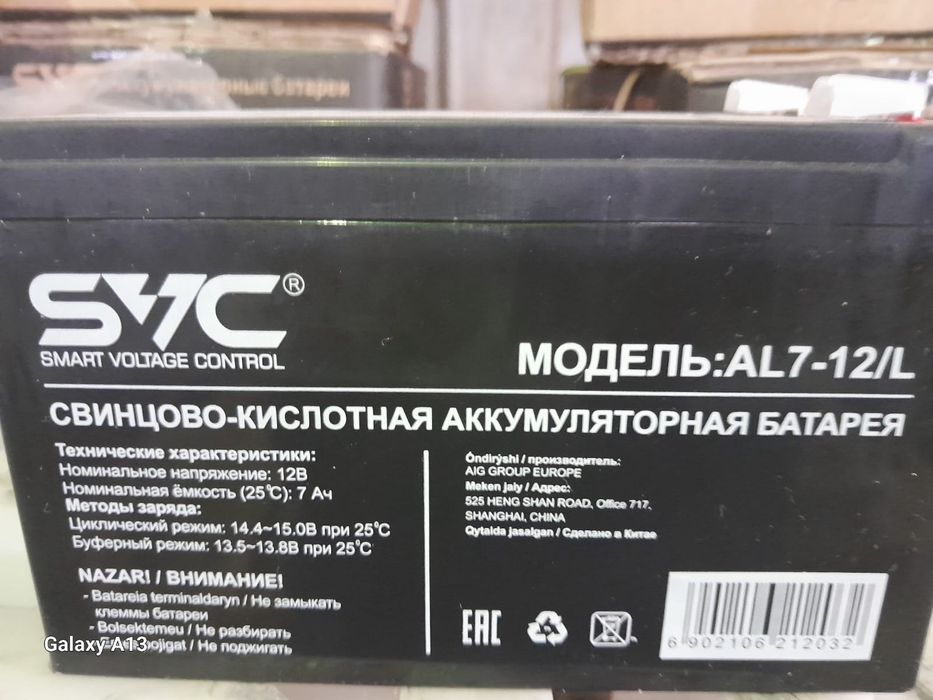 Аккумуляторные батареи
SVC®
SMART VOLTAGE CONTROL
МОДЕЛЬ:AL7-12/L
СВИНЦОВО-КИСЛОТНАЯ АККУМУЛЯТОРНАЯ БАТАРЕЯ
Технические характеристики:
Номинальное напряжение: 12В
Номинальная ёмкость (25℃): 7 Ач
Методы заряда:
Циклический режим: 14.4~15.0В при 25℃
Буферный режим: 13.5~13.8В при 25℃
NAZAR! / ВНИМАНИЕ!
- Batareia terminaldaryn / Не замыкать
клеммы батареи
- Bolsektemeu / Не разбирать
/ Не поджигать
Óndirýshi / производитель:
AIG GROUP EUROPE
Meken jaly / Адрес:
525 HENG SHAN ROAD, Office 717,
SHANGHAI, CHINA
Qytaida jasalgan / Сделано в Китае
EAC
6 902106 212032
Galaxy A13